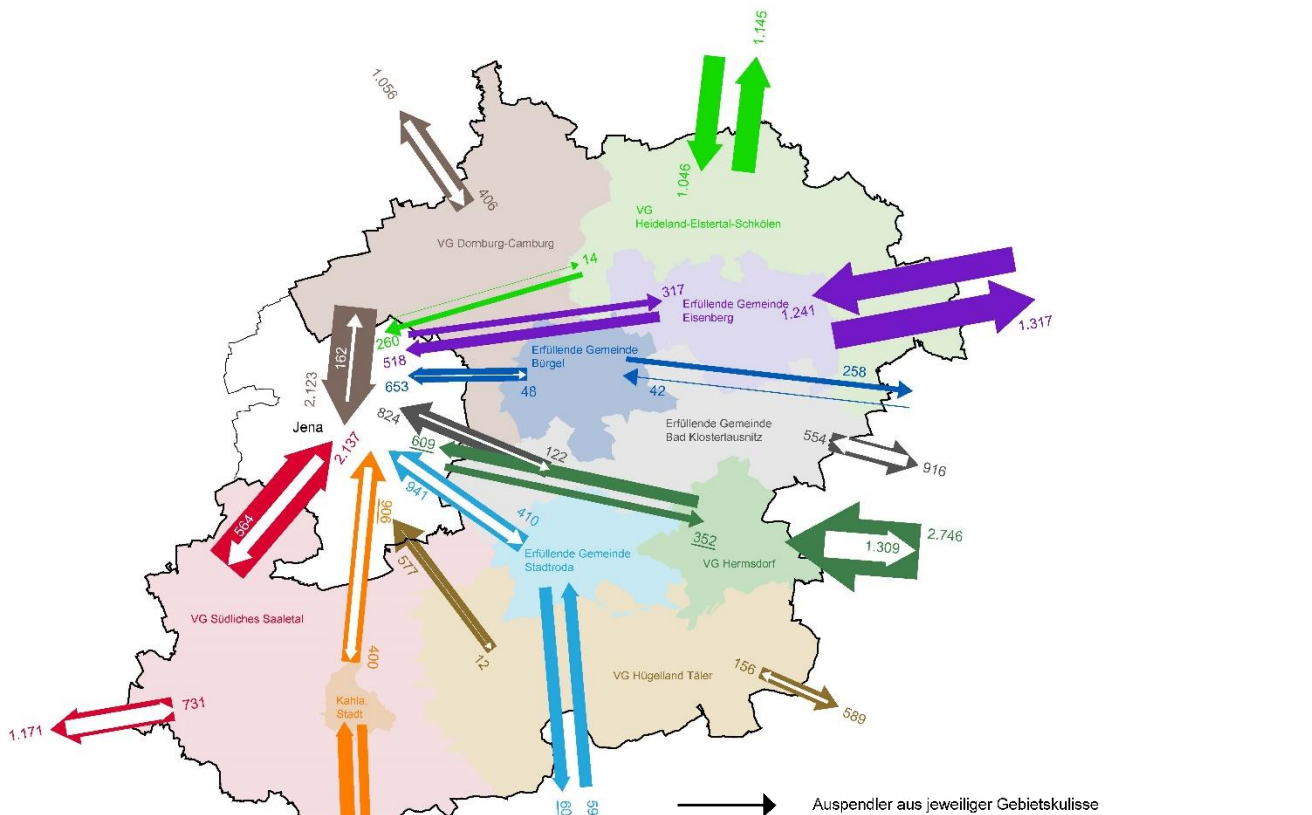 1.145
1.056
1.046
406
VG
Heideland-Elstertal-Schkölen
VG Dornburg-Camburg
14
317
Erfüllende Gemeinde
Eisenberg
1.241
1.317
260
518
162
2.123
Erfüllende Gemeinde
Bürgel
258
653
48
42
824
Jena
2.137
609
122
Erfüllende Gemeinde
Bad Klosterlausnitz
554
916
564
906
941
410
352
2.746
1.309
Erfüllende Gemeinde
Stadtroda
VG Hermsdorf
577
VG Südliches Saaletal
400
12
VG Hügelland Täler
156
589
731
1.171
Kahla,
Stadt
Auspendler aus jeweiliger Gebietskulisse